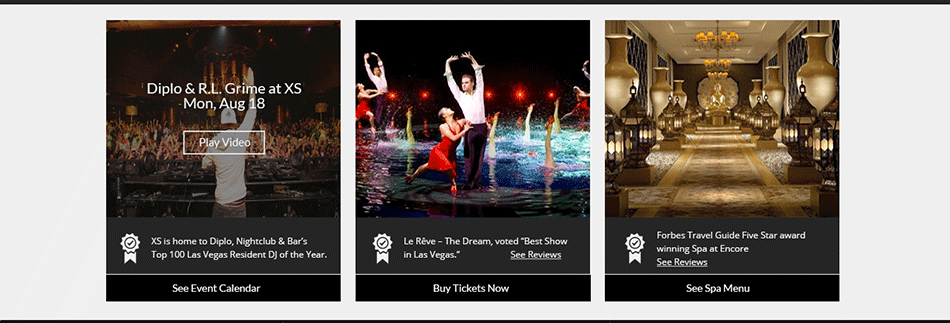 Diplo & R.L. Grime at XS
Mon, Aug 18
Play Video
XS is home to Diplo, Nightclub & Bar’s
Top 100 Las Vegas Resident DJ of the Year.
See Event Calendar
Le Rêve – The Dream, voted “Best Show
in Las Vegas.” See Reviews
Buy Tickets Now
Forbes Travel Guide Five Star award
winning Spa at Encore
See Reviews
See Spa Menu